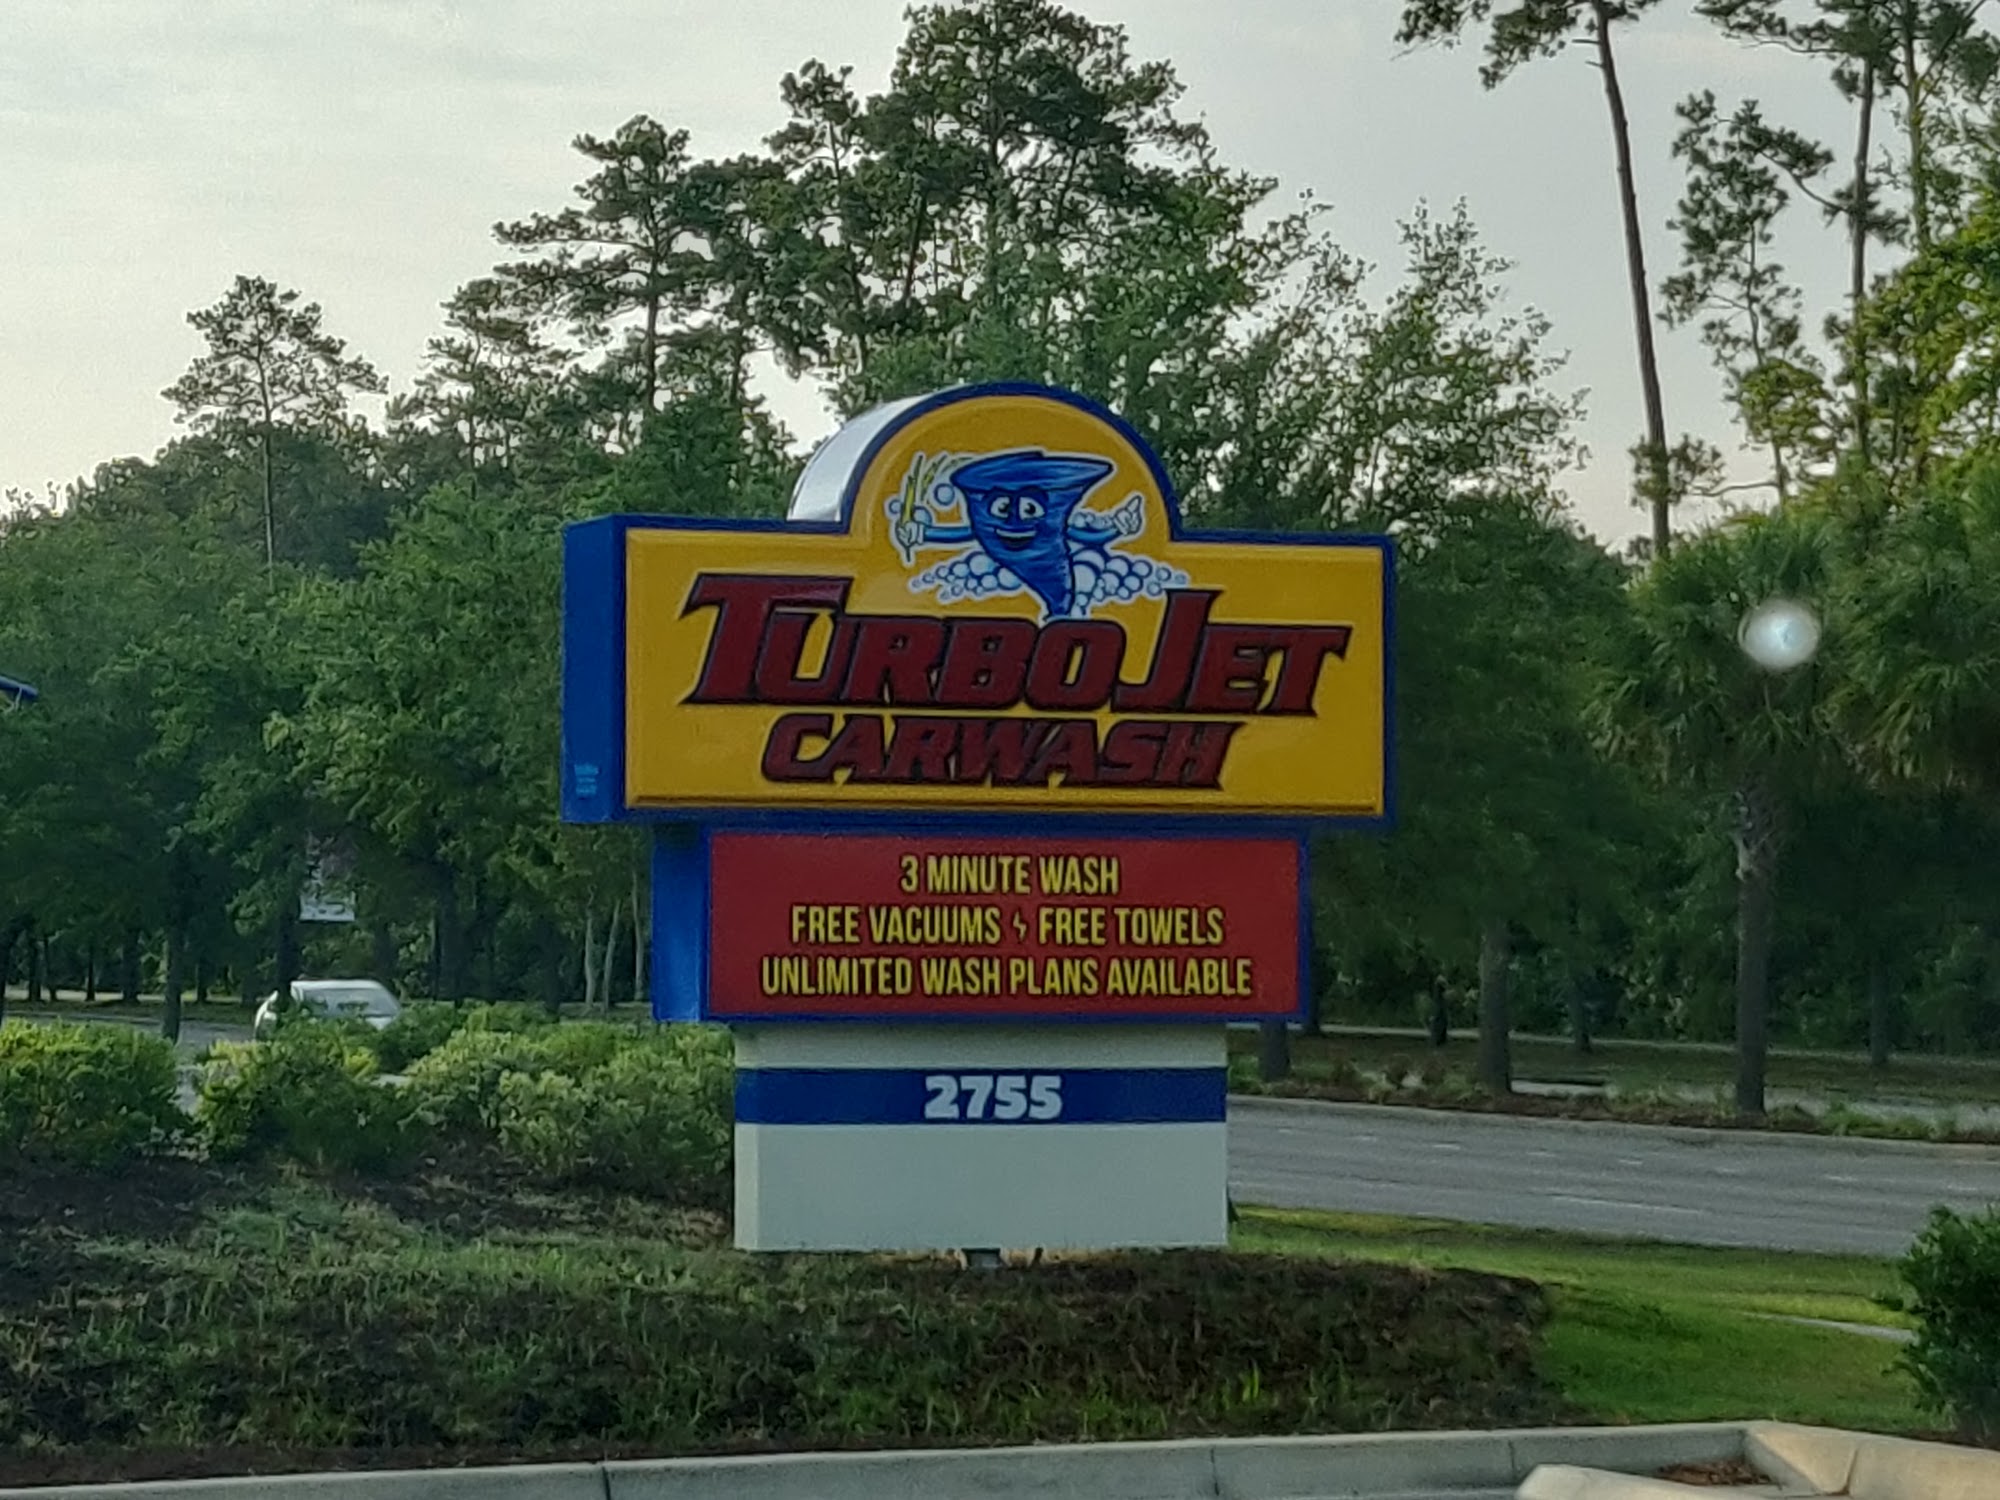 TURBOJET
CARWASH
3 MINUTE WASH
FREE VACUUMS ϟ FREE TOWELS
UNLIMITED WASH PLANS AVAILABLE
2755